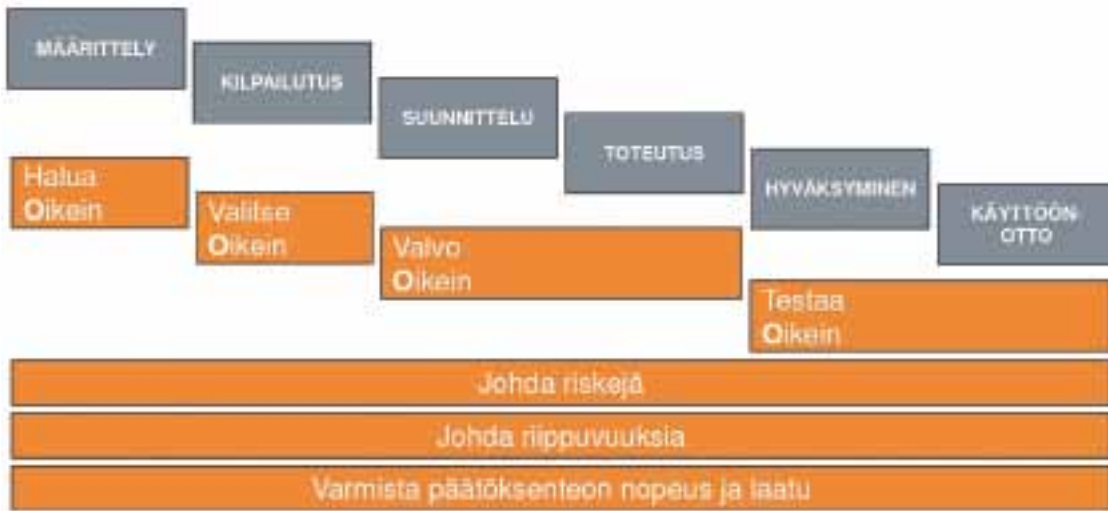 MÄÄRITTELY
KILPAILUTUS
SUUNNITTELU
TOTEUTUS
HYVÄKSYMINEN
KÄYTTÖÖN-
OTTO
Halua
Oikein
Valitse
Oikein
Valvo
Oikein
Testaa
Oikein
Johda riskejä
Johda riippuvuuksia
Varmista päätöksenteon nopeus ja laatu